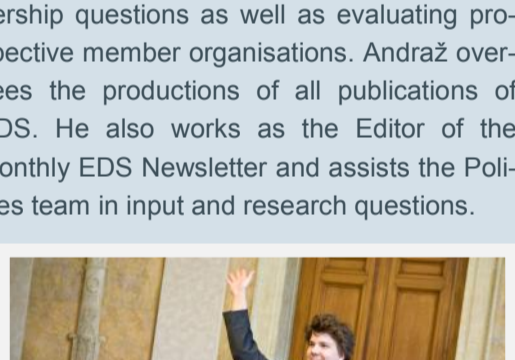 ership questions as well as evaluating pro-
pective member organisations. Andraž over-
ees the productions of all publications of
DS. He also works as the Editor of the
onthly EDS Newsletter and assists the Poli-
es team in input and research questions.